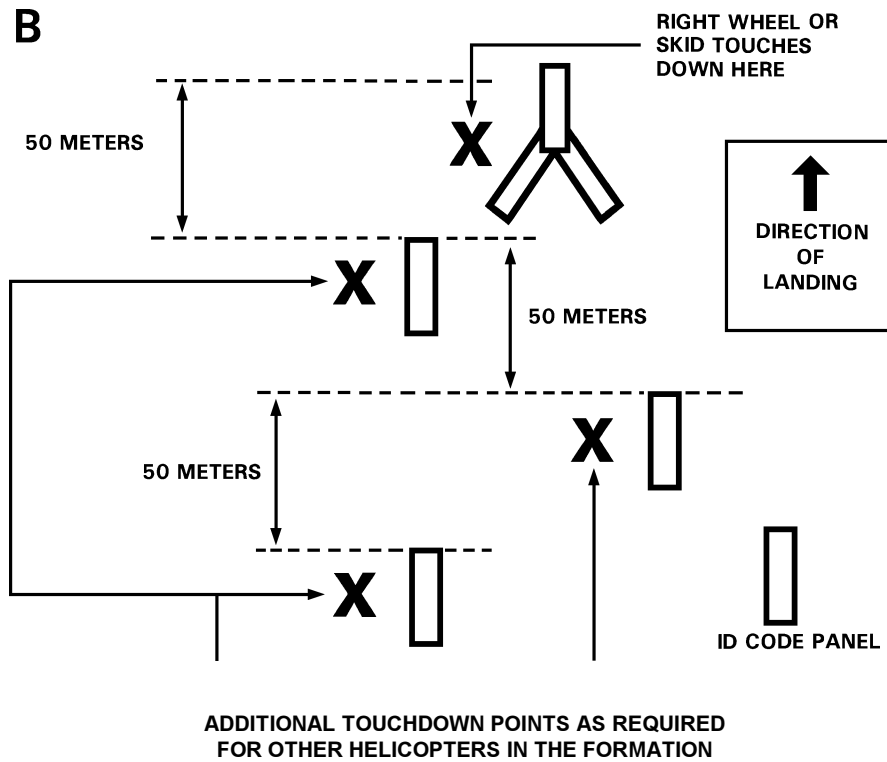 B
RIGHT WHEEL OR
SKID TOUCHES
DOWN HERE
50 METERS
X
DIRECTION
OF
LANDING
X
50 METERS
X
50 METERS
X
ID CODE PANEL
ADDITIONAL TOUCHDOWN POINTS AS REQUIRED
FOR OTHER HELICOPTERS IN THE FORMATION